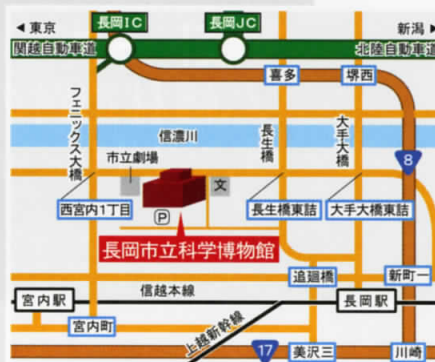 ◀東京
長岡IC
長岡JC
新潟▶
関越自動車道
北陸自動車道
喜多
堺西
フェニックス大橋
信濃川
長生橋
大手大橋
8
市立劇場
文
西宮内1丁目
P
長生橋東詰
大手大橋東詰
長岡市立科学博物館
追廻橋
新町一
宮内駅
信越本線
長岡駅
宮内町
上越新幹線
17
美沢三
川崎